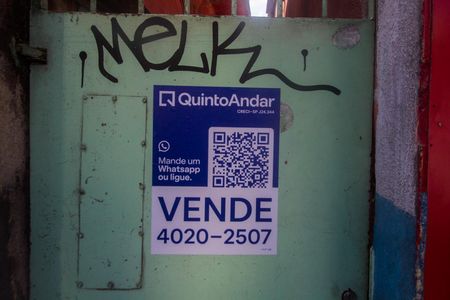 MELK
QuintoAndar
CRECI-SP J24.344
Mande um
Whatsapp
ou ligue.
VENDE
4020-2507